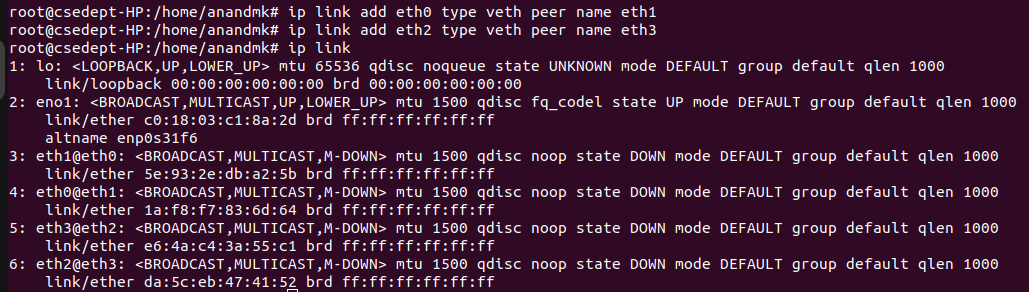 root@csedept-HP:/home/anandmk# ip link add eth0 type veth peer name eth1
root@csedept-HP:/home/anandmk# ip link add eth2 type veth peer name eth3
root@csedept-HP:/home/anandmk# ip link
1: lo: <LOOPBACK,UP,LOWER_UP> mtu 65536 qdisc noqueue state UNKNOWN mode DEFAULT group default qlen 1000
    link/loopback 00:00:00:00:00:00 brd 00:00:00:00:00:00
2: eno1: <BROADCAST,MULTICAST,UP,LOWER_UP> mtu 1500 qdisc fq_codel state UP mode DEFAULT group default qlen 1000
    link/ether c0:18:03:c1:8a:2d brd ff:ff:ff:ff:ff:ff
    altname enp0s31f6
3: eth1@eth0: <BROADCAST,MULTICAST,M-DOWN> mtu 1500 qdisc noop state DOWN mode DEFAULT group default qlen 1000
    link/ether 5e:93:2e:db:a2:5b brd ff:ff:ff:ff:ff:ff
4: eth0@eth1: <BROADCAST,MULTICAST,M-DOWN> mtu 1500 qdisc noop state DOWN mode DEFAULT group default qlen 1000
    link/ether 1a:f8:f7:83:6d:64 brd ff:ff:ff:ff:ff:ff
5: eth3@eth2: <BROADCAST,MULTICAST,M-DOWN> mtu 1500 qdisc noop state DOWN mode DEFAULT group default qlen 1000
    link/ether e6:4a:c4:3a:55:c1 brd ff:ff:ff:ff:ff:ff
6: eth2@eth3: <BROADCAST,MULTICAST,M-DOWN> mtu 1500 qdisc noop state DOWN mode DEFAULT group default qlen 1000
    link/ether da:5c:eb:47:41:52 brd ff:ff:ff:ff:ff:ff